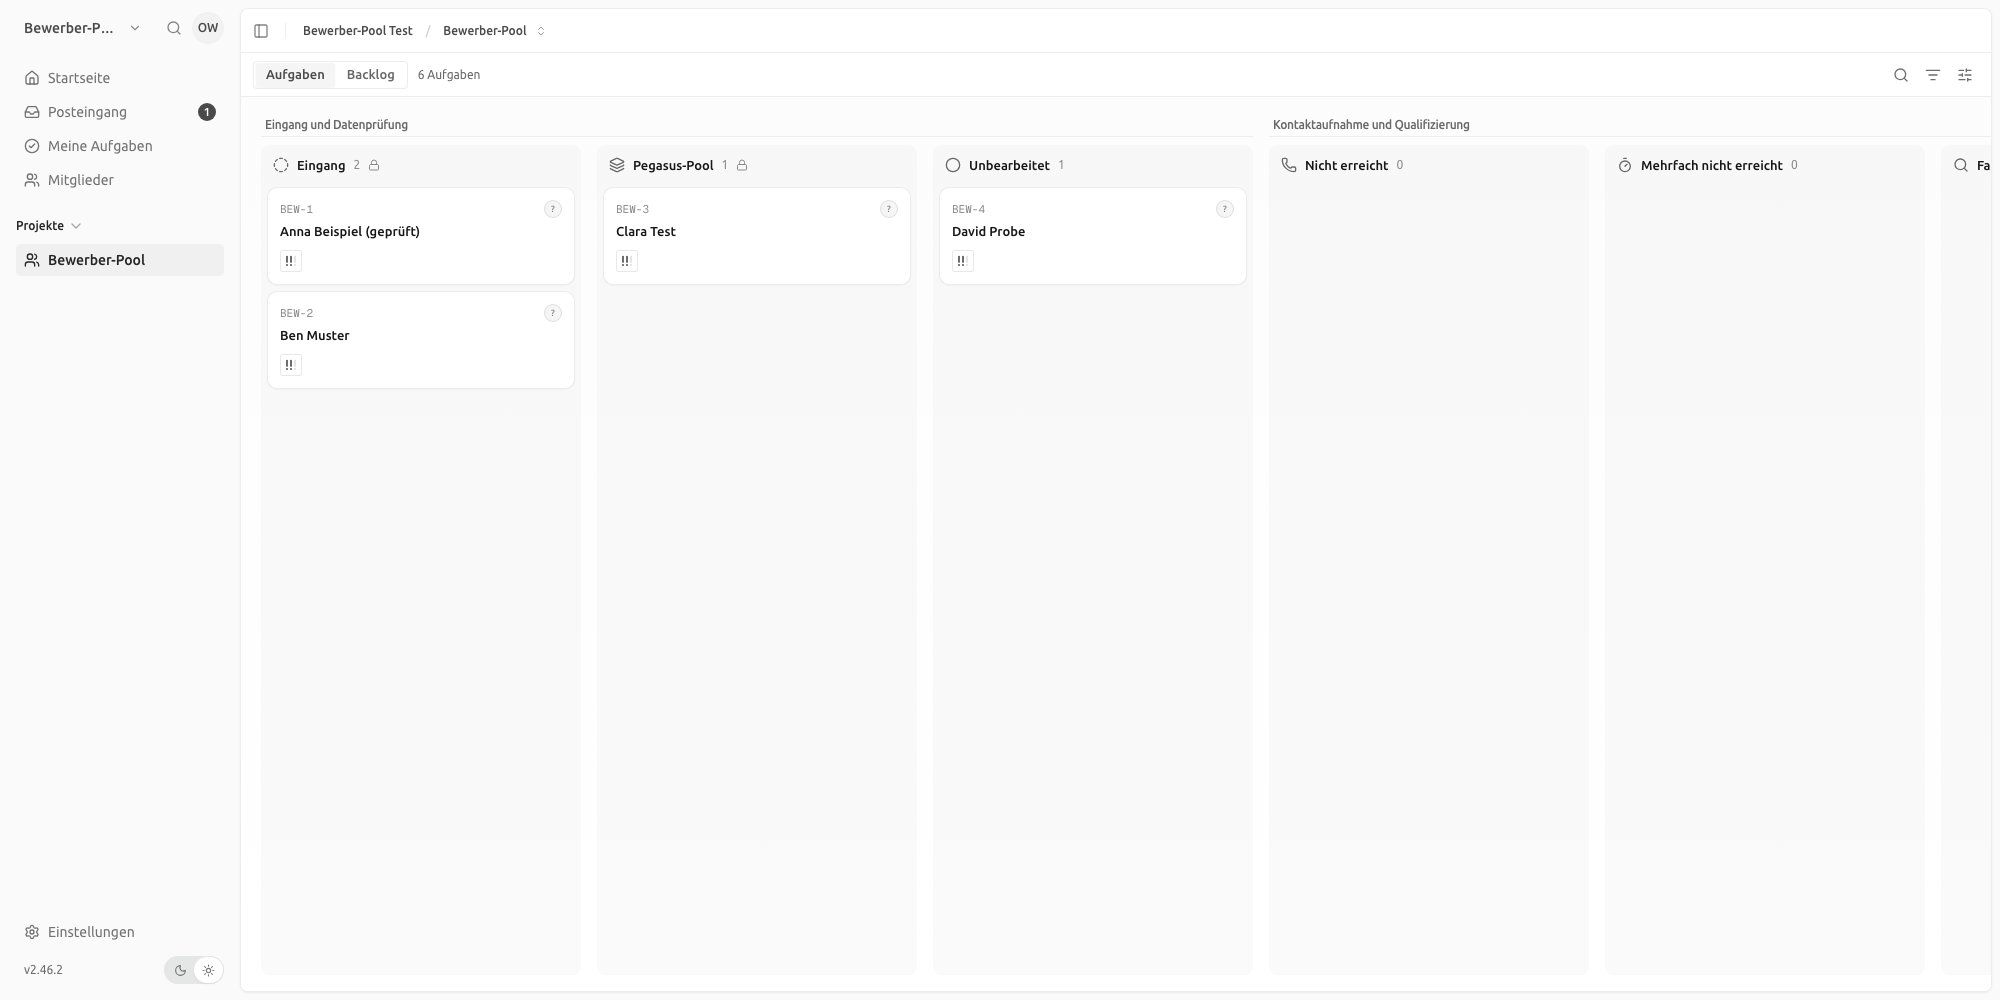 Bewerber-P...
OW
Startseite
Posteingang
1
Meine Aufgaben
Mitglieder
Projekte
Bewerber-Pool
Einstellungen
v2.46.2
Bewerber-Pool Test / Bewerber-Pool
Aufgaben
Backlog
6 Aufgaben
Eingang und Datenprüfung
Eingang 2
BEW-1
?
Anna Beispiel (geprüft)
BEW-2
?
Ben Muster
Pegasus-Pool 1
BEW-3
?
Clara Test
Unbearbeitet 1
BEW-4
?
David Probe
Kontaktaufnahme und Qualifizierung
Nicht erreicht 0
Mehrfach nicht erreicht 0
Fa